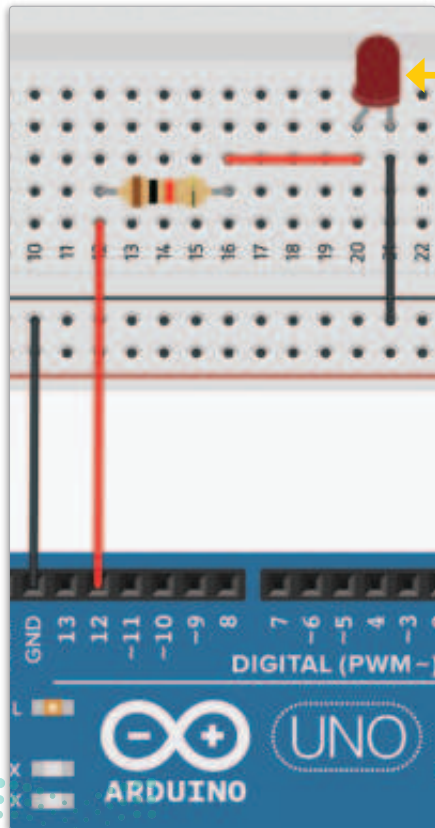 10 11 12 13 14 15 16 17 18 19 20 21 22
GND 13 12 ~11 ~10 ~9 8 7 ~6 ~5 4 ~3
DIGITAL (PWM~)
L
X
X
UNO
ARDUINO